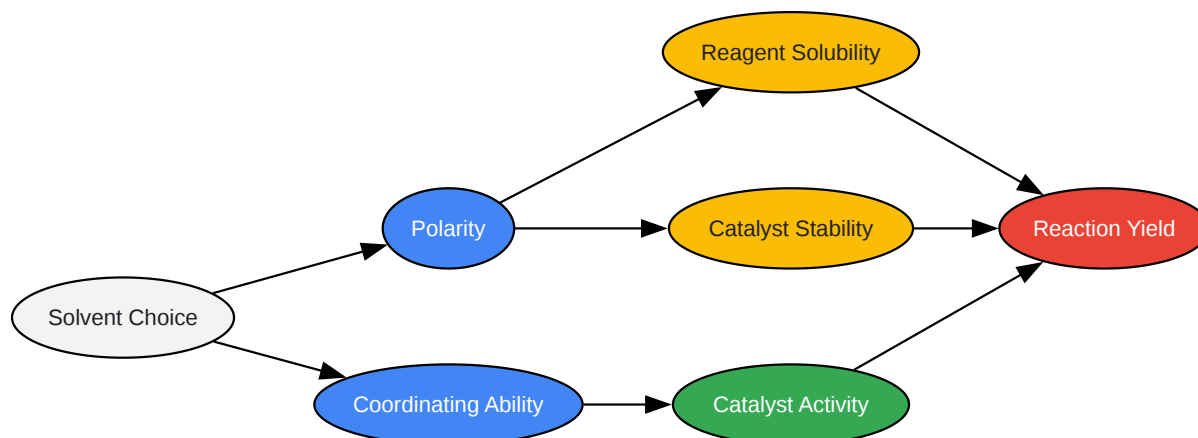 Reagent Solubility
Polarity
Catalyst Stability
Reaction Yield
Solvent Choice
Coordinating Ability
Catalyst Activity